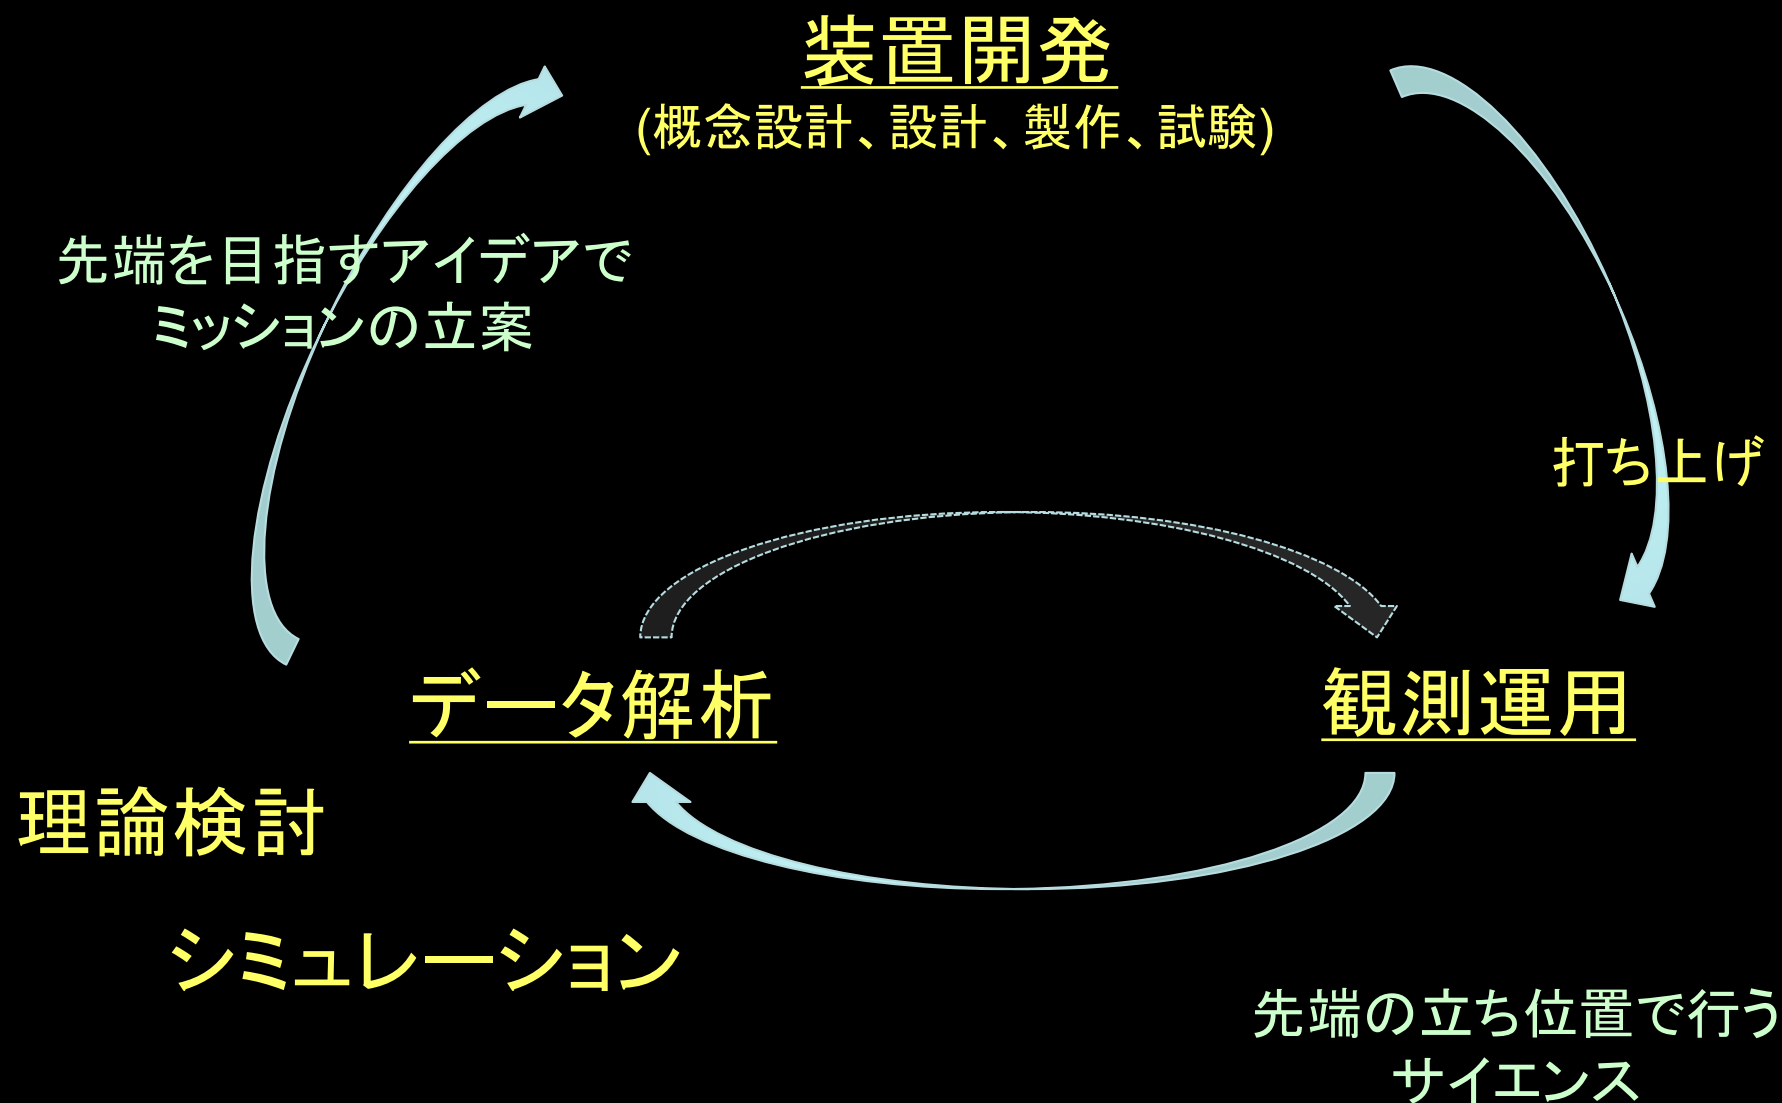 装置開発
(概念設計、設計、製作、試験)
先端を目指すアイデアで
ミッションの立案
打ち上げ
データ解析
観測運用
理論検討
シミュレーション
先端の立ち位置で行う
サイエンス